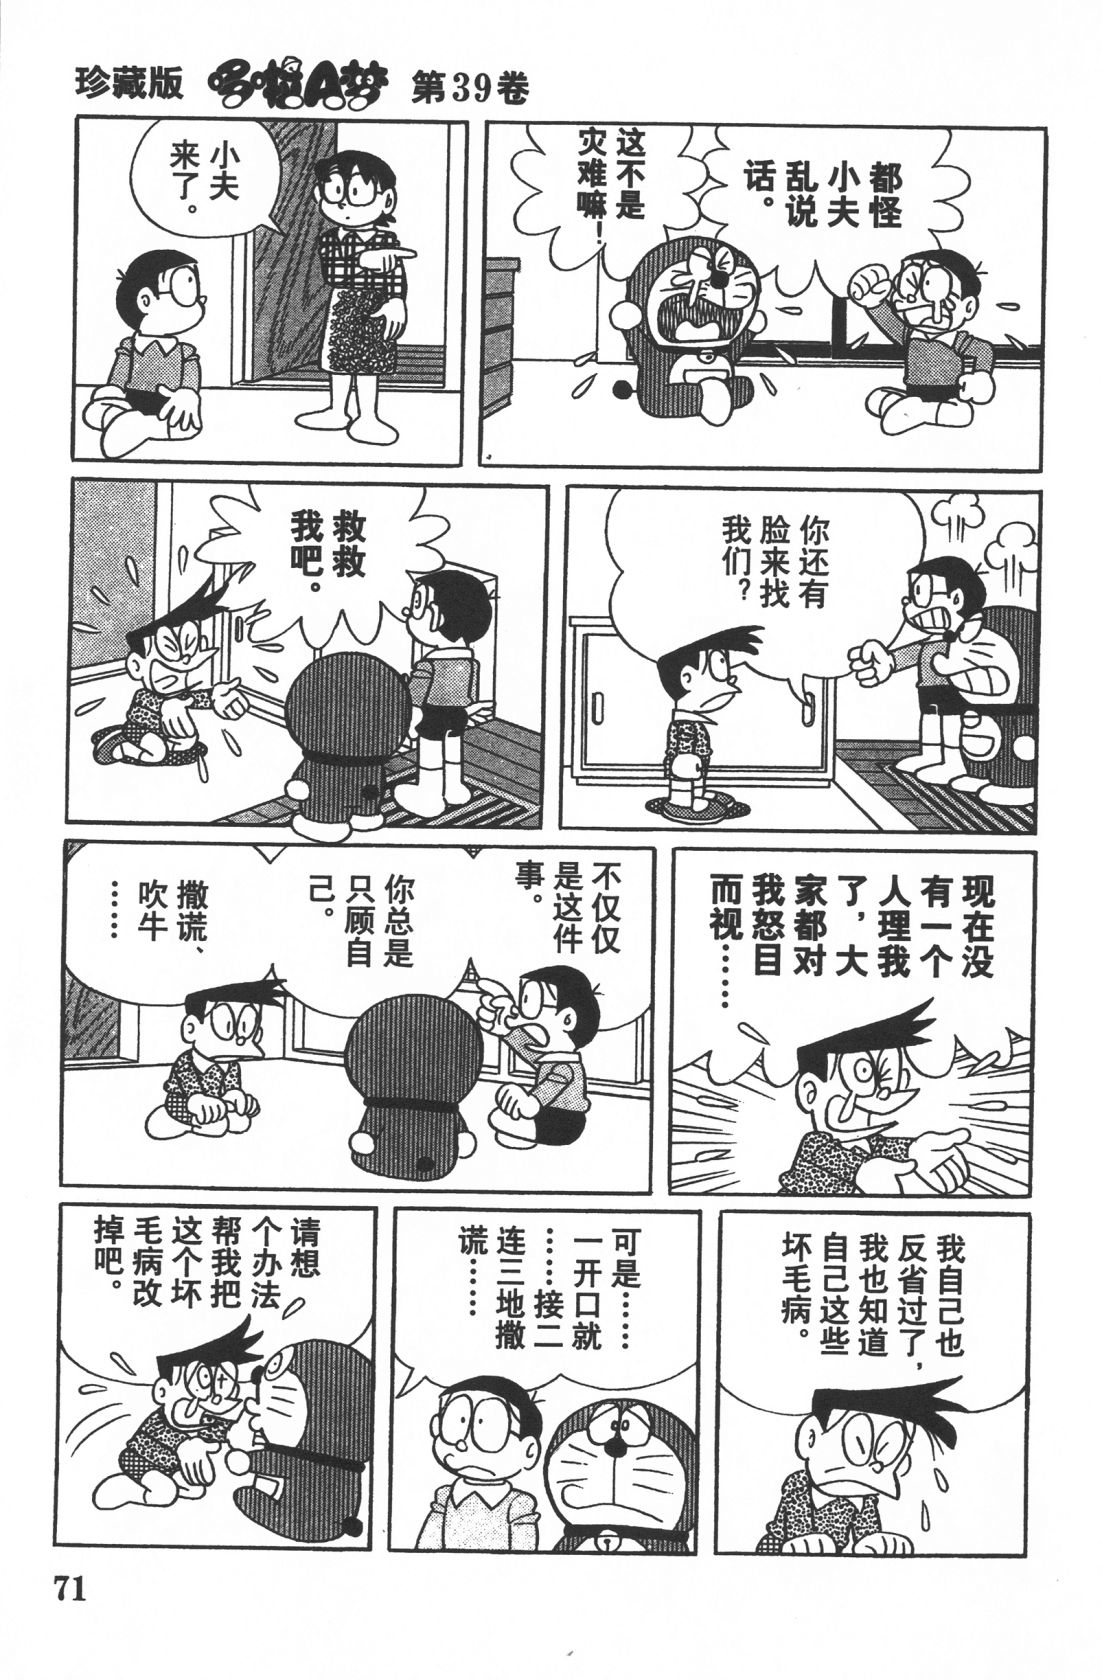 珍藏版 哆啦A梦 第39卷
都怪
小夫
乱说
话。
这不是
灾难嘛！
小夫
来了。
你还有
脸来找
我们？
救救
我吧。
现在没
有一个
人理我
了，大
家都对
我怒目
而视……
不仅仅
是这件
事。
你总是
只顾自
己。
撒谎、
吹牛
……
我自己也
反省过了，
我也知道
自己这些
坏毛病。
可是……
一开口就
……接二
连三地撒
谎……
请想
个办法
帮我把
这个坏
毛病改
掉吧。
71